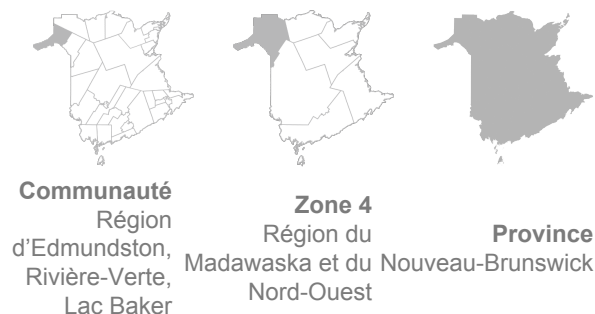 Communauté
Région
d’Edmundston,
Rivière-Verte,
Lac Baker
Zone 4
Région du
Madawaska et du
Nord-Ouest
Province
Nouveau-Brunswick